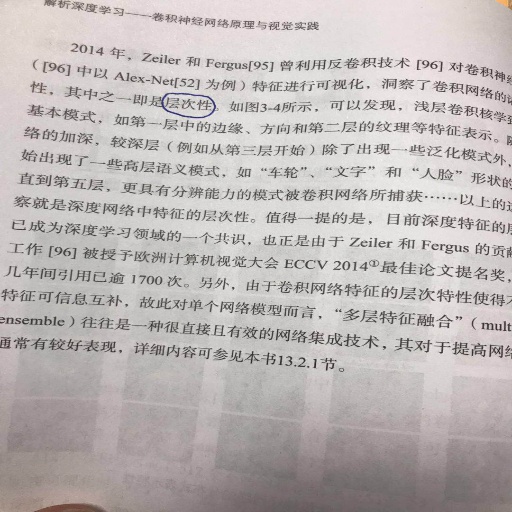 解析深度学习——卷积神经网络原理与视觉实践
2014 年，Zeiler 和 Fergus[95] 曾利用反卷积技术 [96] 对卷积神经
（[96] 中以 Alex-Net[52] 为例）特征进行可视化，洞察了卷积网络的诸
性，其中之一即是层次性。如图3-4所示，可以发现，浅层卷积核学到
基本模式，如第一层中的边缘、方向和第二层的纹理等特征表示。随
络的加深，较深层（例如从第三层开始）除了出现一些泛化模式外，
始出现了一些高层语义模式，如“车轮”、“文字”和“人脸”形状的
直到第五层，更具有分辨能力的模式被卷积网络所捕获……以上的这
察就是深度网络中特征的层次性。值得一提的是，目前深度特征的层
已成为深度学习领域的一个共识，也正是由于 Zeiler 和 Fergus 的贡献
工作 [96] 被授予欧洲计算机视觉大会 ECCV 2014①最佳论文提名奖，
几年间引用已逾 1700 次。另外，由于卷积网络特征的层次特性使得不
特征可信息互补，故此对单个网络模型而言，“多层特征融合”（mult
ensemble）往往是一种很直接且有效的网络集成技术，其对于提高网络
通常有较好表现，详细内容可参见本书13.2.1节。